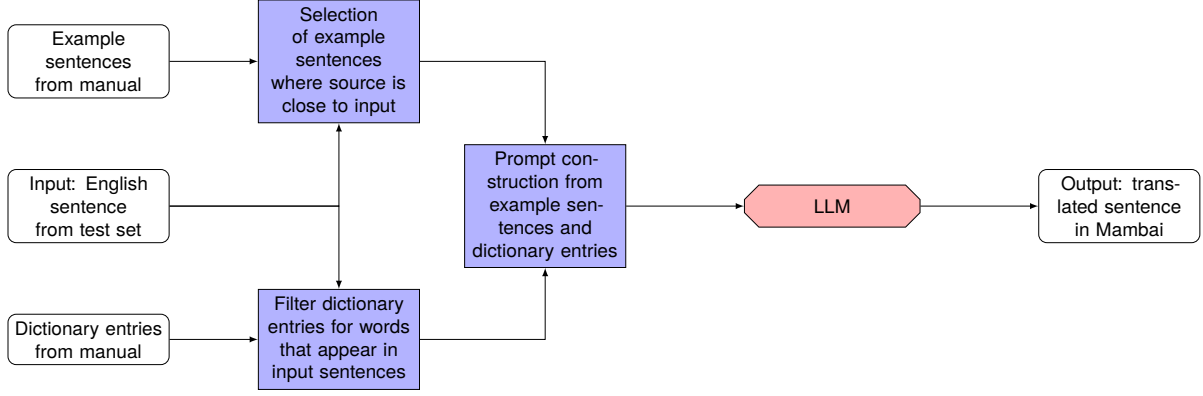 Example
sentences
from manual
Selection
of example
sentences
where source is
close to input
Input: English
sentence
from test set
Dictionary entries
from manual
Filter dictionary
entries for words
that appear in
input sentences
Prompt con-
struction from
example sen-
tences and
dictionary entries
LLM
Output: trans-
lated sentence
in Mambai